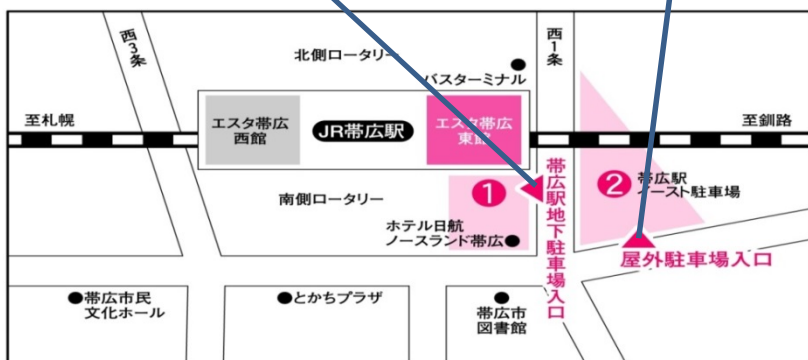 西3条
北側ロータリー
西1条
バスターミナル
至札幌
エスタ帯広
西館
JR帯広駅
エスタ帯広
東館
至釧路
帯広駅地下駐車場入口
1
2
帯広駅
イースト駐車場
南側ロータリー
ホテル日航
ノースランド帯広
屋外駐車場入口
帯広市民
文化ホール
とかちプラザ
帯広市
図書館